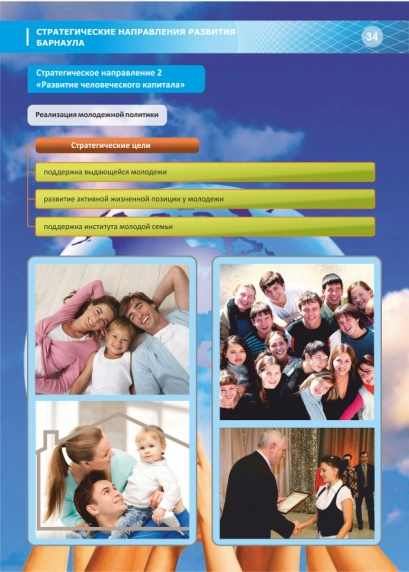 СТРАТЕГИЧЕСКИЕ НАПРАВЛЕНИЯ РАЗВИТИЯ
БАРНАУЛА
34
Стратегическое направление 2
«Развитие человеческого капитала»
Реализация молодежной политики
Стратегические цели
поддержка выдающейся молодежи
развитие активной жизненной позиции у молодежи
поддержка института молодой семьи